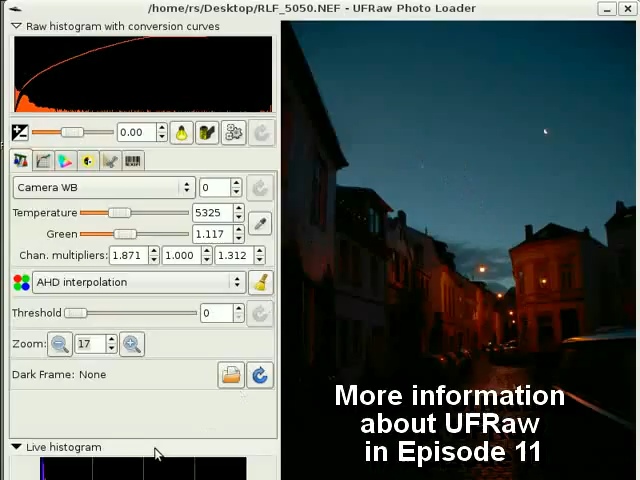 /home/rs/Desktop/RLF_5050.NEF - UFRaw Photo Loader
Raw histogram with conversion curves
0.00
Camera WB
0
Temperature
5325
Green
1.117
Chan. multipliers: 1.871 1.000 1.312
AHD interpolation
Threshold
0
Zoom:
17
Dark Frame: None
Live histogram
More information
about UFRaw
in Episode 11